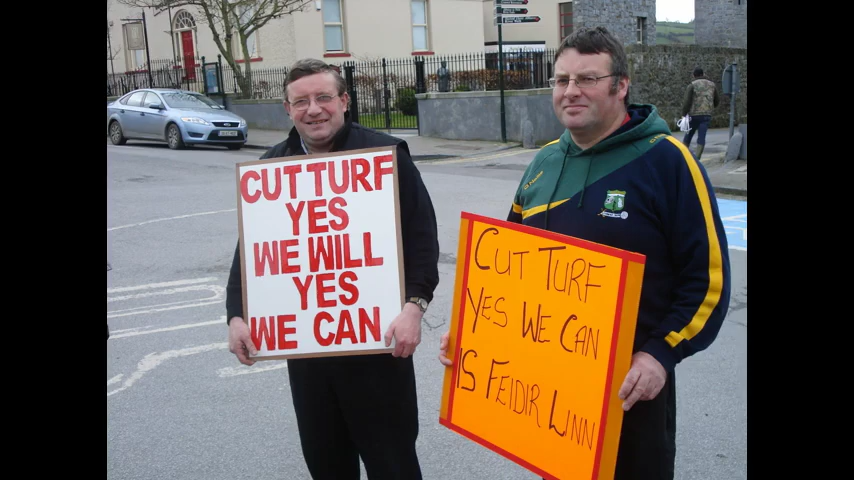 CUT TURF
YES
WE WILL
YES
WE CAN
CUT TURF
YES WE CAN
IS FEIDIR LINN